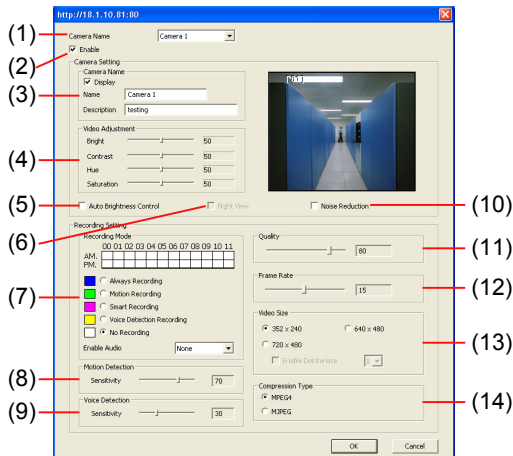 http://18.1.10.81:80
(1)
Camera Name
Camera 1
(2)
Enable
Camera Setting
Camera Name
Display
(3)
Name
Camera 1
Description
testing
Video Adjustment
(4)
Bright
50
Contrast
50
Hue
50
Saturation
50
(5)
Auto Brightness Control
(6)
Night View
Noise Reduction
(10)
Recording Setting
Recording Mode
00 01 02 03 04 05 06 07 08 09 10 11
AM.
PM.
(7)
Always Recording
Motion Recording
Smart Recording
Voice Detection Recording
No Recording
Enable Audio
None
(8)
Motion Detection
Sensitivity
70
(9)
Voice Detection
Sensitivity
30
Quality
80
(11)
Frame Rate
15
(12)
Video Size
352 x 240
640 x 480
720 x 480
(13)
Enable Deinterlace
Compression Type
MPEG4
MJPEG
(14)
OK
Cancel